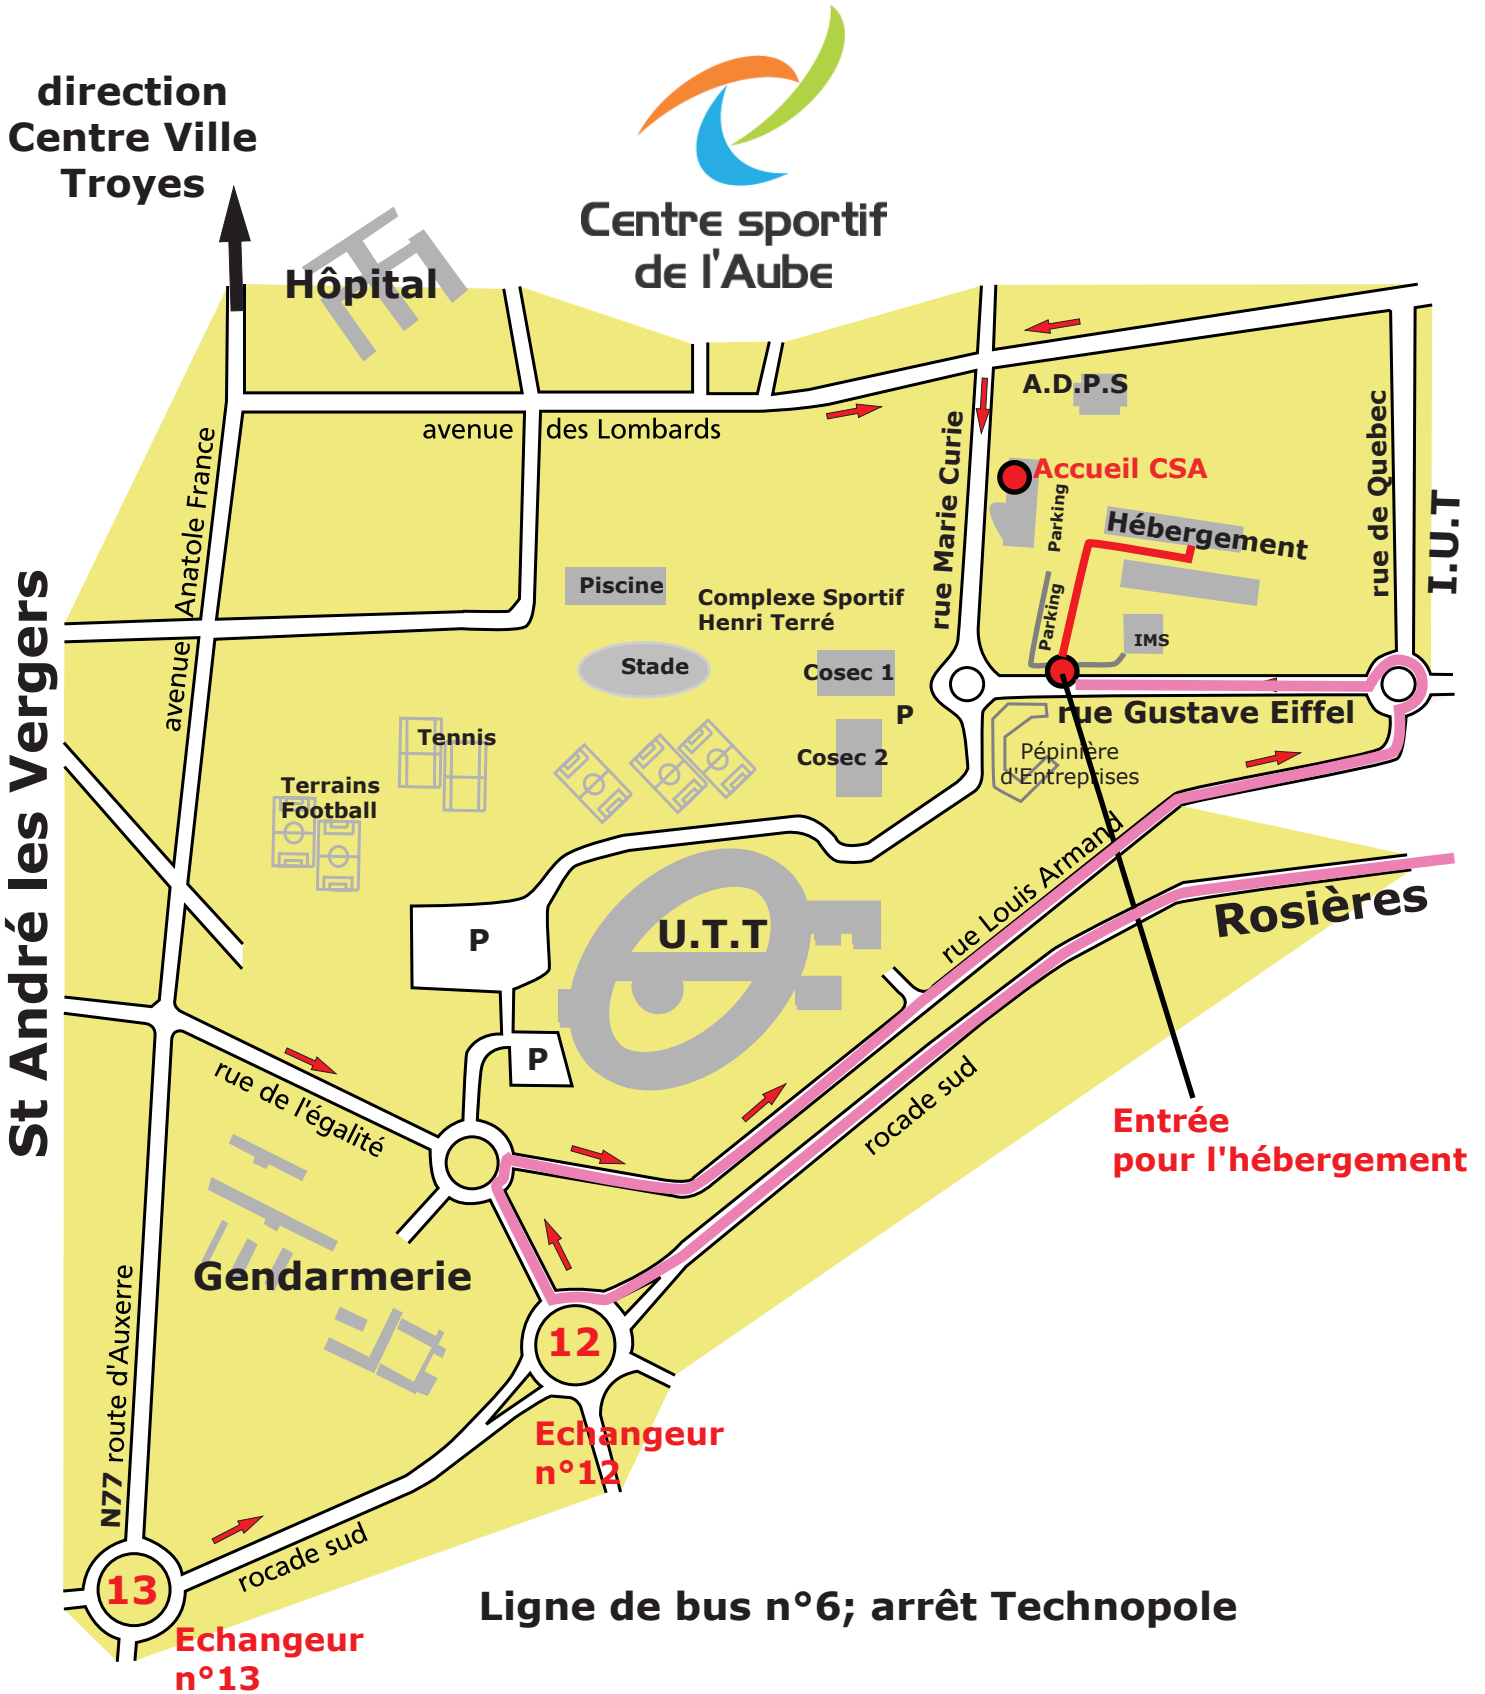 direction
Centre Ville
Troyes
Centre sportif
de l'Aube
Hôpital
A.D.P.S
avenue des Lombards
avenue Anatole France
rue Marie Curie
Accueil CSA
Parking
Hébergement
rue de Quebec
I.U.T
Piscine
Complexe Sportif
Henri Terré
Parking
IMS
Stade
Cosec 1
P
rue Gustave Eiffel
St André les Vergers
Tennis
Cosec 2
Pépinière
d'Entreprises
Terrains
Football
rue Louis Armand
P
U.T.T
Rosières
P
rue de l'égalité
rocade sud
Entrée
pour l'hébergement
Gendarmerie
12
N77 route d'Auxerre
Echangeur
n°12
rocade sud
13
Ligne de bus n°6; arrêt Technopole
Echangeur
n°13